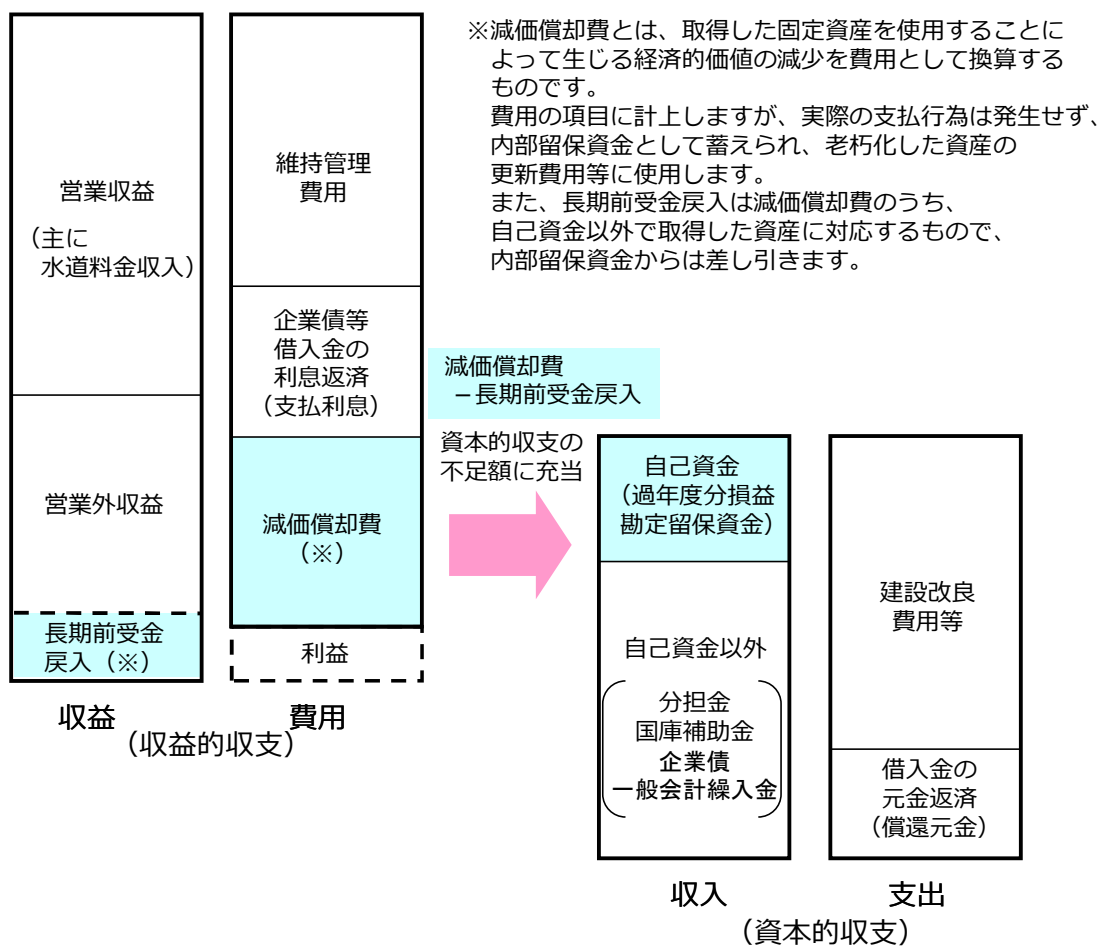 ※減価償却費とは、取得した固定資産を使用することに
よって生じる経済的価値の減少を費用として換算する
ものです。
費用の項目に計上しますが、実際の支払行為は発生せず、
内部留保資金として蓄えられ、老朽化した資産の
更新費用等に使用します。
また、長期前受金戻入は減価償却費のうち、
自己資金以外で取得した資産に対応するもので、
内部留保資金からは差し引きます。
営業収益
（主に
水道料金収入）
営業外収益
長期前受金
戻入（※）
収益
維持管理
費用
企業債等
借入金の
利息返済
（支払利息）
減価償却費
（※）
利益
費用
（収益的収支）
減価償却費
－長期前受金戻入
資本的収支の
不足額に充当
自己資金
（過年度分損益
勘定留保資金）
自己資金以外
分担金
国庫補助金
企業債
一般会計繰入金
収入
建設改良
費用等
借入金の
元金返済
（償還元金）
支出
（資本的収支）